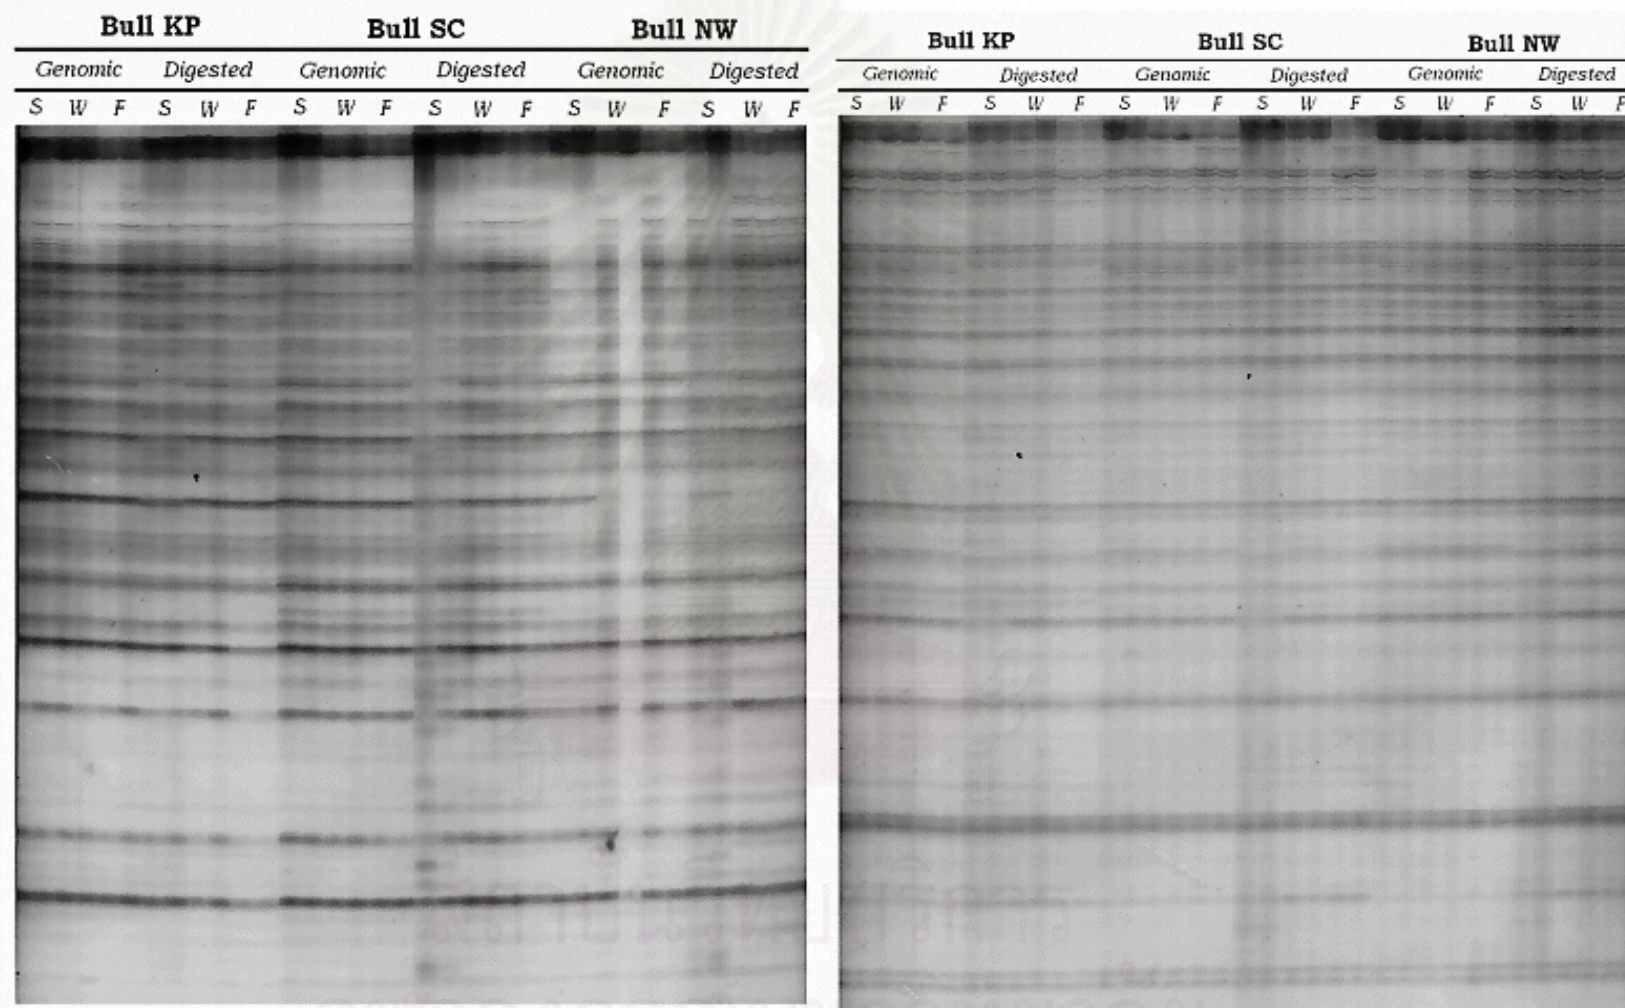 Bull KP Bull SC Bull NW
Genomic Digested Genomic Digested Genomic Digested
S W F S W F S W F S W F S W F S W F
Bull KP Bull SC Bull NW
Genomic Digested Genomic Digested Genomic Digested
S W F S W F S W F S W F S W F S W F